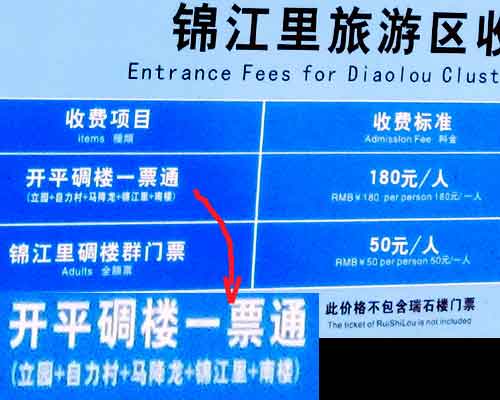 锦江里旅游区收
Entrance Fees for Diaolou Clust
收费项目
Items 種類
收费标准
Admission Fee 料金
开平碉楼一票通
(立园+自力村+马降龙+锦江里+南楼)
180元/人
RMB¥180 per person 180元/一人
锦江里碉楼群门票
Adults 全額票
50元/人
RMB¥50 per person 50元/一人
此价格不包含瑞石楼门票
The ticket of RuiShiLou is not included
开平碉楼一票通
(立园+自力村+马降龙+锦江里+南楼)